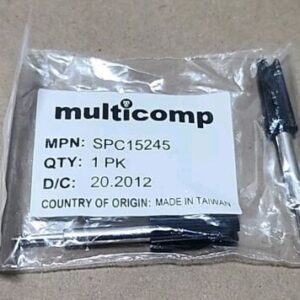 multicomp
MPN: SPC15245
QTY: 1 PK
D/C: 20.2012
COUNTRY OF ORIGIN: MADE IN TAIWAN